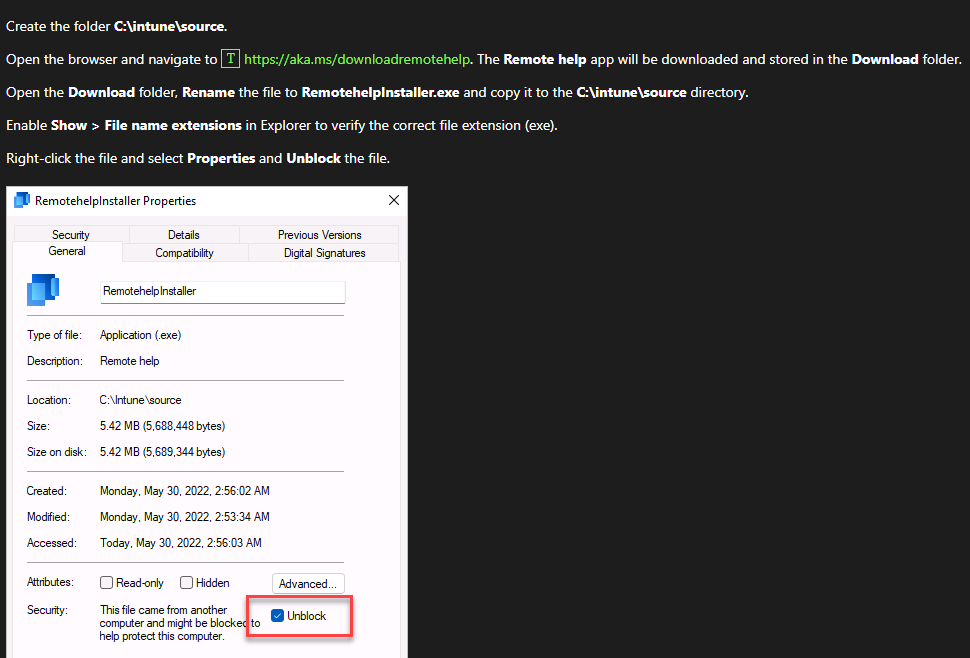 Create the folder C:\intune\source.
Open the browser and navigate to T https://aka.ms/downloadremotehelp. The Remote help app will be downloaded and stored in the Download folder.
Open the Download folder, Rename the file to RemotehelpInstaller.exe and copy it to the C:\intune\source directory.
Enable Show > File name extensions in Explorer to verify the correct file extension (exe).
Right-click the file and select Properties and Unblock the file.
RemotehelpInstaller Properties
Security Details Previous Versions
General Compatibility Digital Signatures
RemotehelpInstaller
Type of file: Application (.exe)
Description: Remote help
Location: C:\Intune\source
Size: 5.42 MB (5,688,448 bytes)
Size on disk: 5.42 MB (5,689,344 bytes)
Created: Monday, May 30, 2022, 2:56:02 AM
Modified: Monday, May 30, 2022, 2:53:34 AM
Accessed: Today, May 30, 2022, 2:56:03 AM
Attributes: Read-only Hidden Advanced...
Security: This file came from another
computer and might be blocked to
help protect this computer.
Unblock